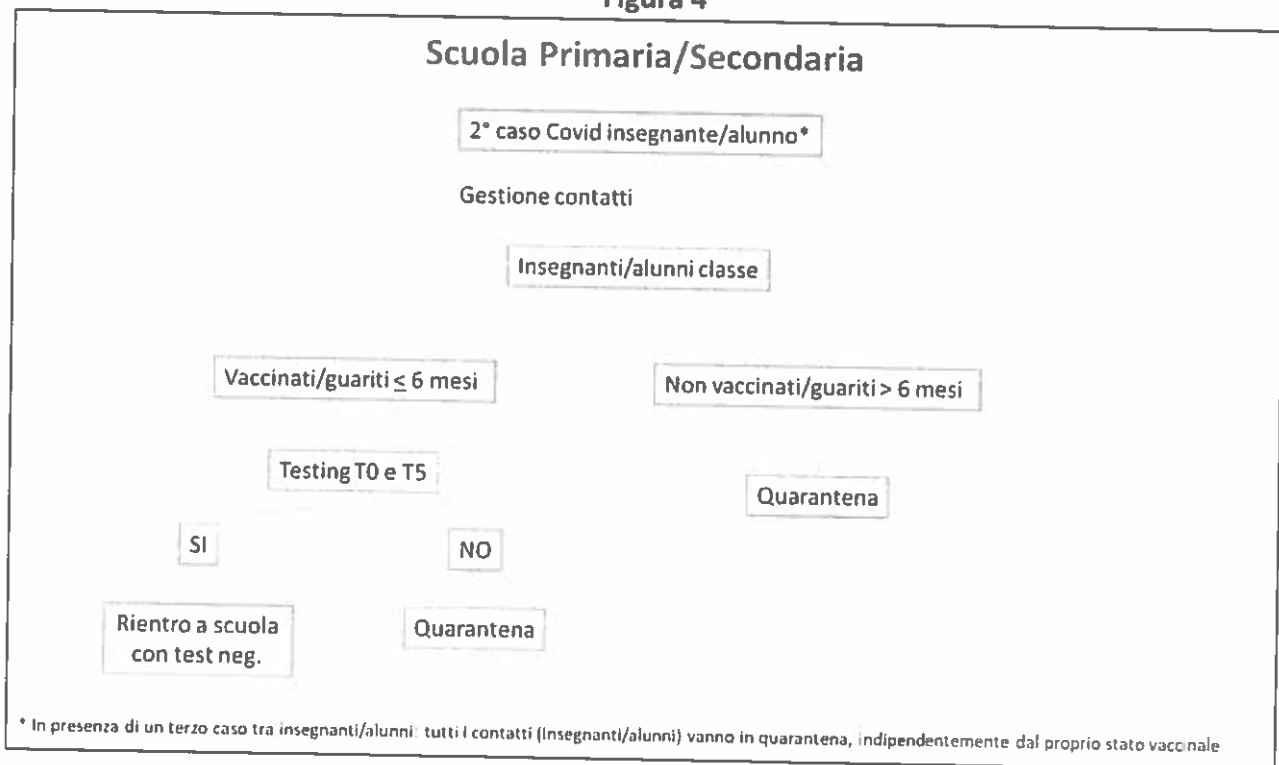 Figura 4
Scuola Primaria/Secondaria
2° caso Covid insegnante/alunno*
Gestione contatti
Insegnanti/alunni classe
Vaccinati/guariti ≤ 6 mesi
Non vaccinati/guariti > 6 mesi
Testing T0 e T5
Quarantena
SI
NO
Rientro a scuola
con test neg.
Quarantena
* In presenza di un terzo caso tra insegnanti/alunni: tutti i contatti (insegnanti/alunni) vanno in quarantena, indipendentemente dal proprio stato vaccinale